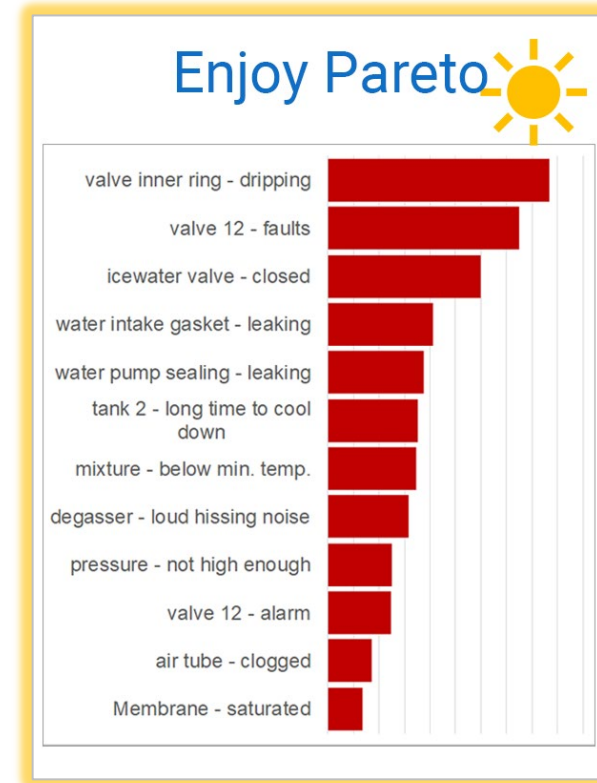 Enjoy Pareto
valve inner ring - dripping
valve 12 - faults
icewater valve - closed
water intake gasket - leaking
water pump sealing - leaking
tank 2 - long time to cool
down
mixture - below min. temp.
degasser - loud hissing noise
pressure - not high enough
valve 12 - alarm
air tube - clogged
Membrane - saturated